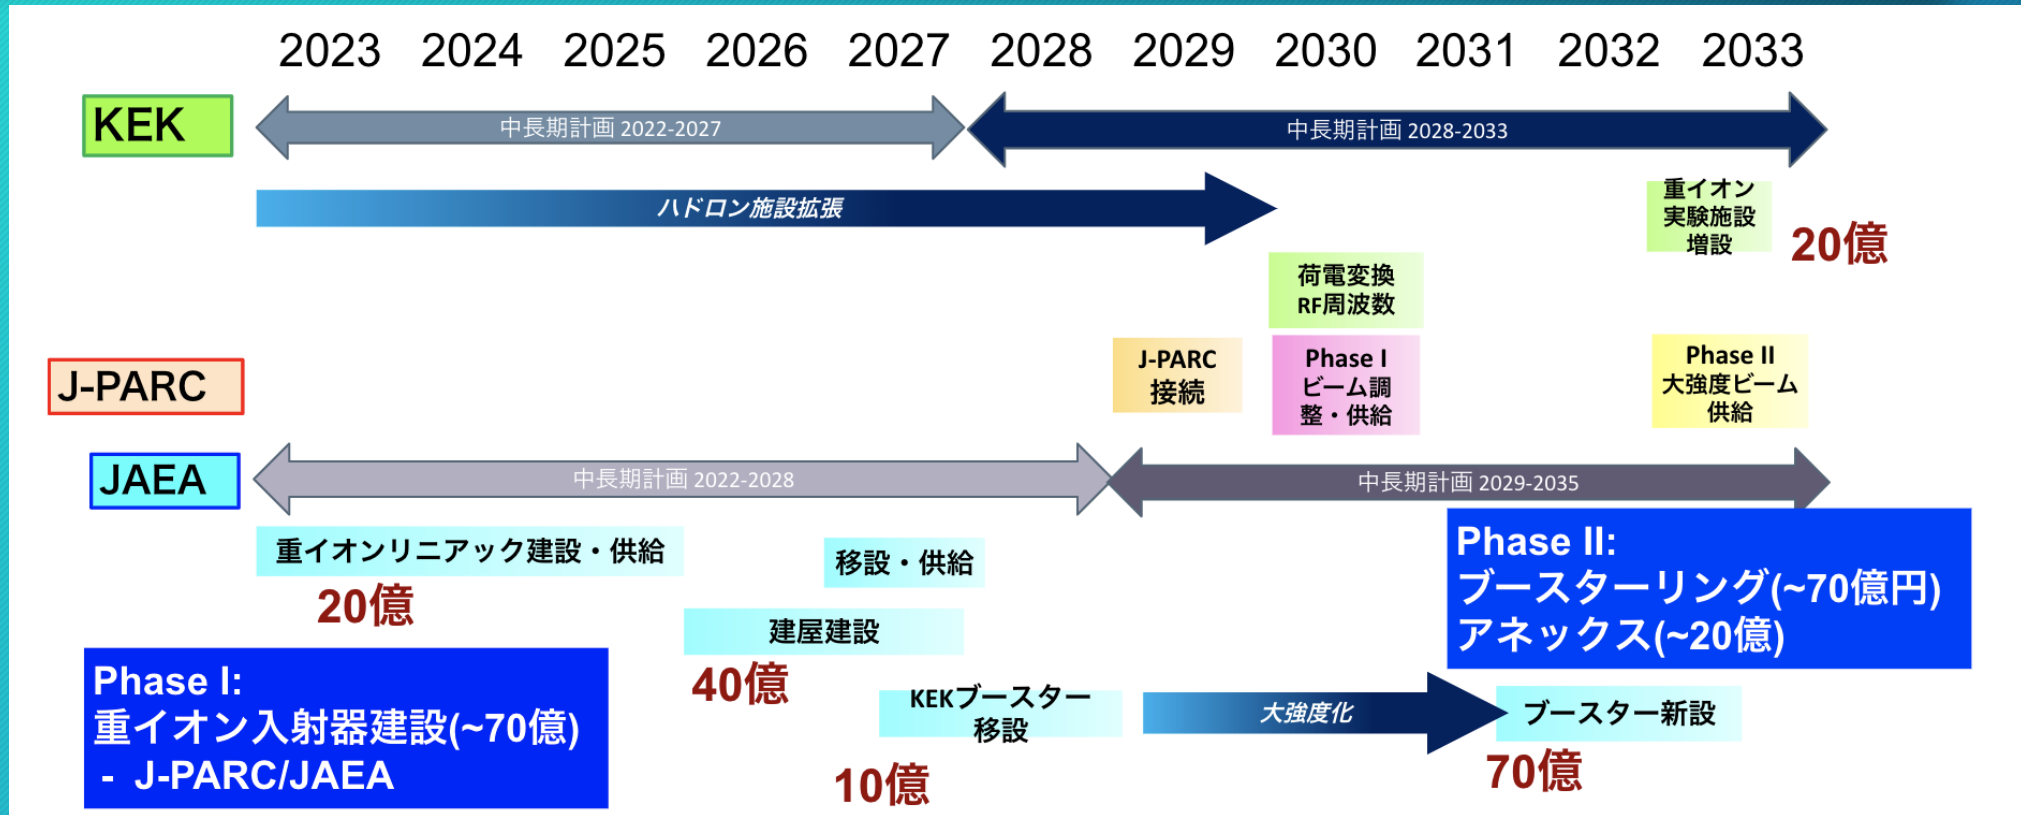 2023 2024 2025 2026 2027 2028 2029 2030 2031 2032 2033
KEK
中長期計画 2022-2027
中長期計画 2028-2033
ハドロン施設拡張
重イオン
実験施設
増設
20億
荷電変換
RF周波数
J-PARC
J-PARC
接続
Phase I
ビーム調
整・供給
Phase II
大強度ビーム
供給
JAEA
中長期計画 2022-2028
中長期計画 2029-2035
重イオンリニアック建設・供給
20億
移設・供給
建屋建設
40億
Phase II:
ブースターリング(~70億円)
アネックス(~20億)
Phase I:
重イオン入射器建設(~70億)
- J-PARC/JAEA
KEKブースター
移設
10億
大強度化
ブースター新設
70億